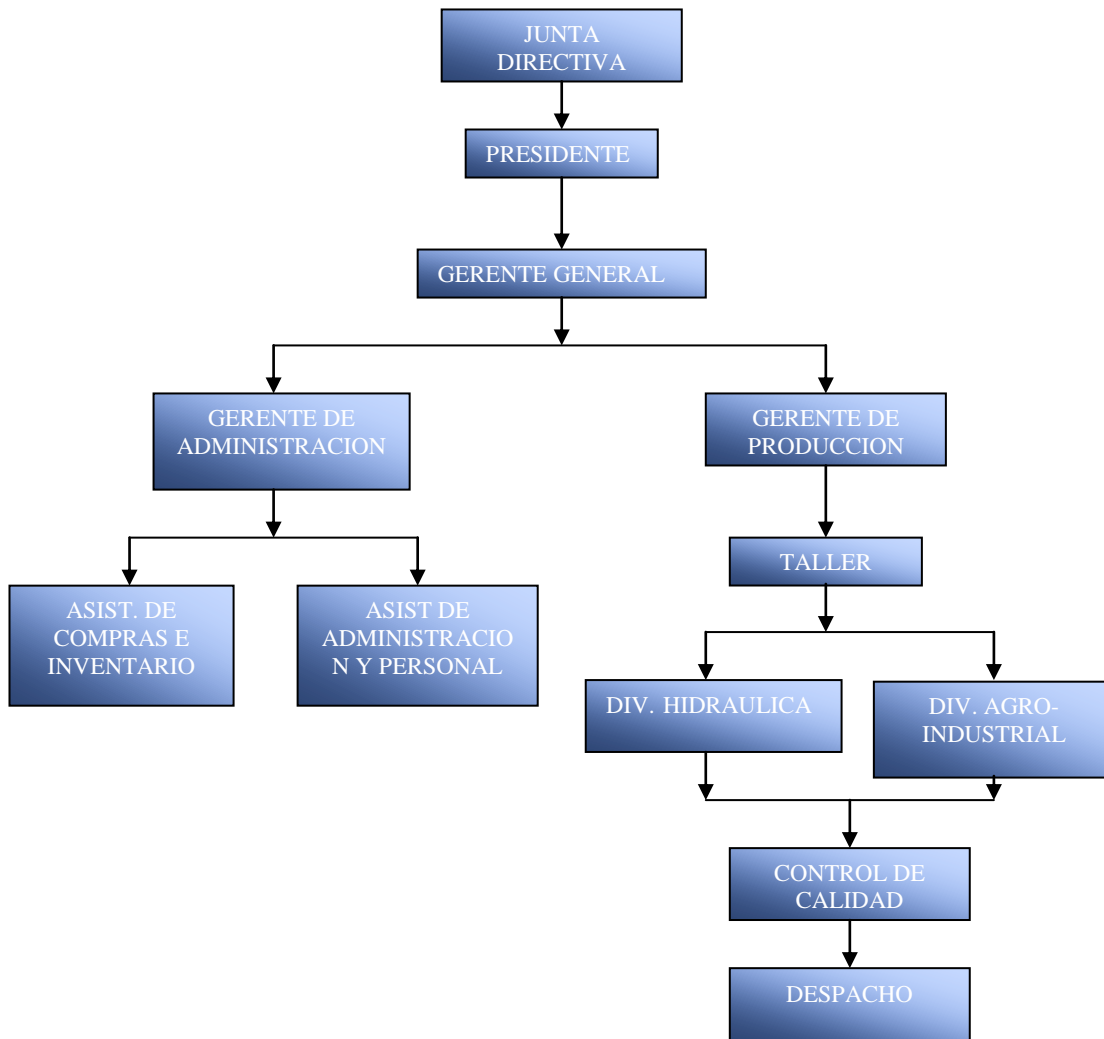 JUNTA
DIRECTIVA
PRESIDENTE
GERENTE GENERAL
GERENTE DE
ADMINISTRACION
GERENTE DE
PRODUCCION
TALLER
ASIST. DE
COMPRAS E
INVENTARIO
ASIST DE
ADMINISTRACIO
N Y PERSONAL
DIV. HIDRAULICA
DIV. AGRO-
INDUSTRIAL
CONTROL DE
CALIDAD
DESPACHO